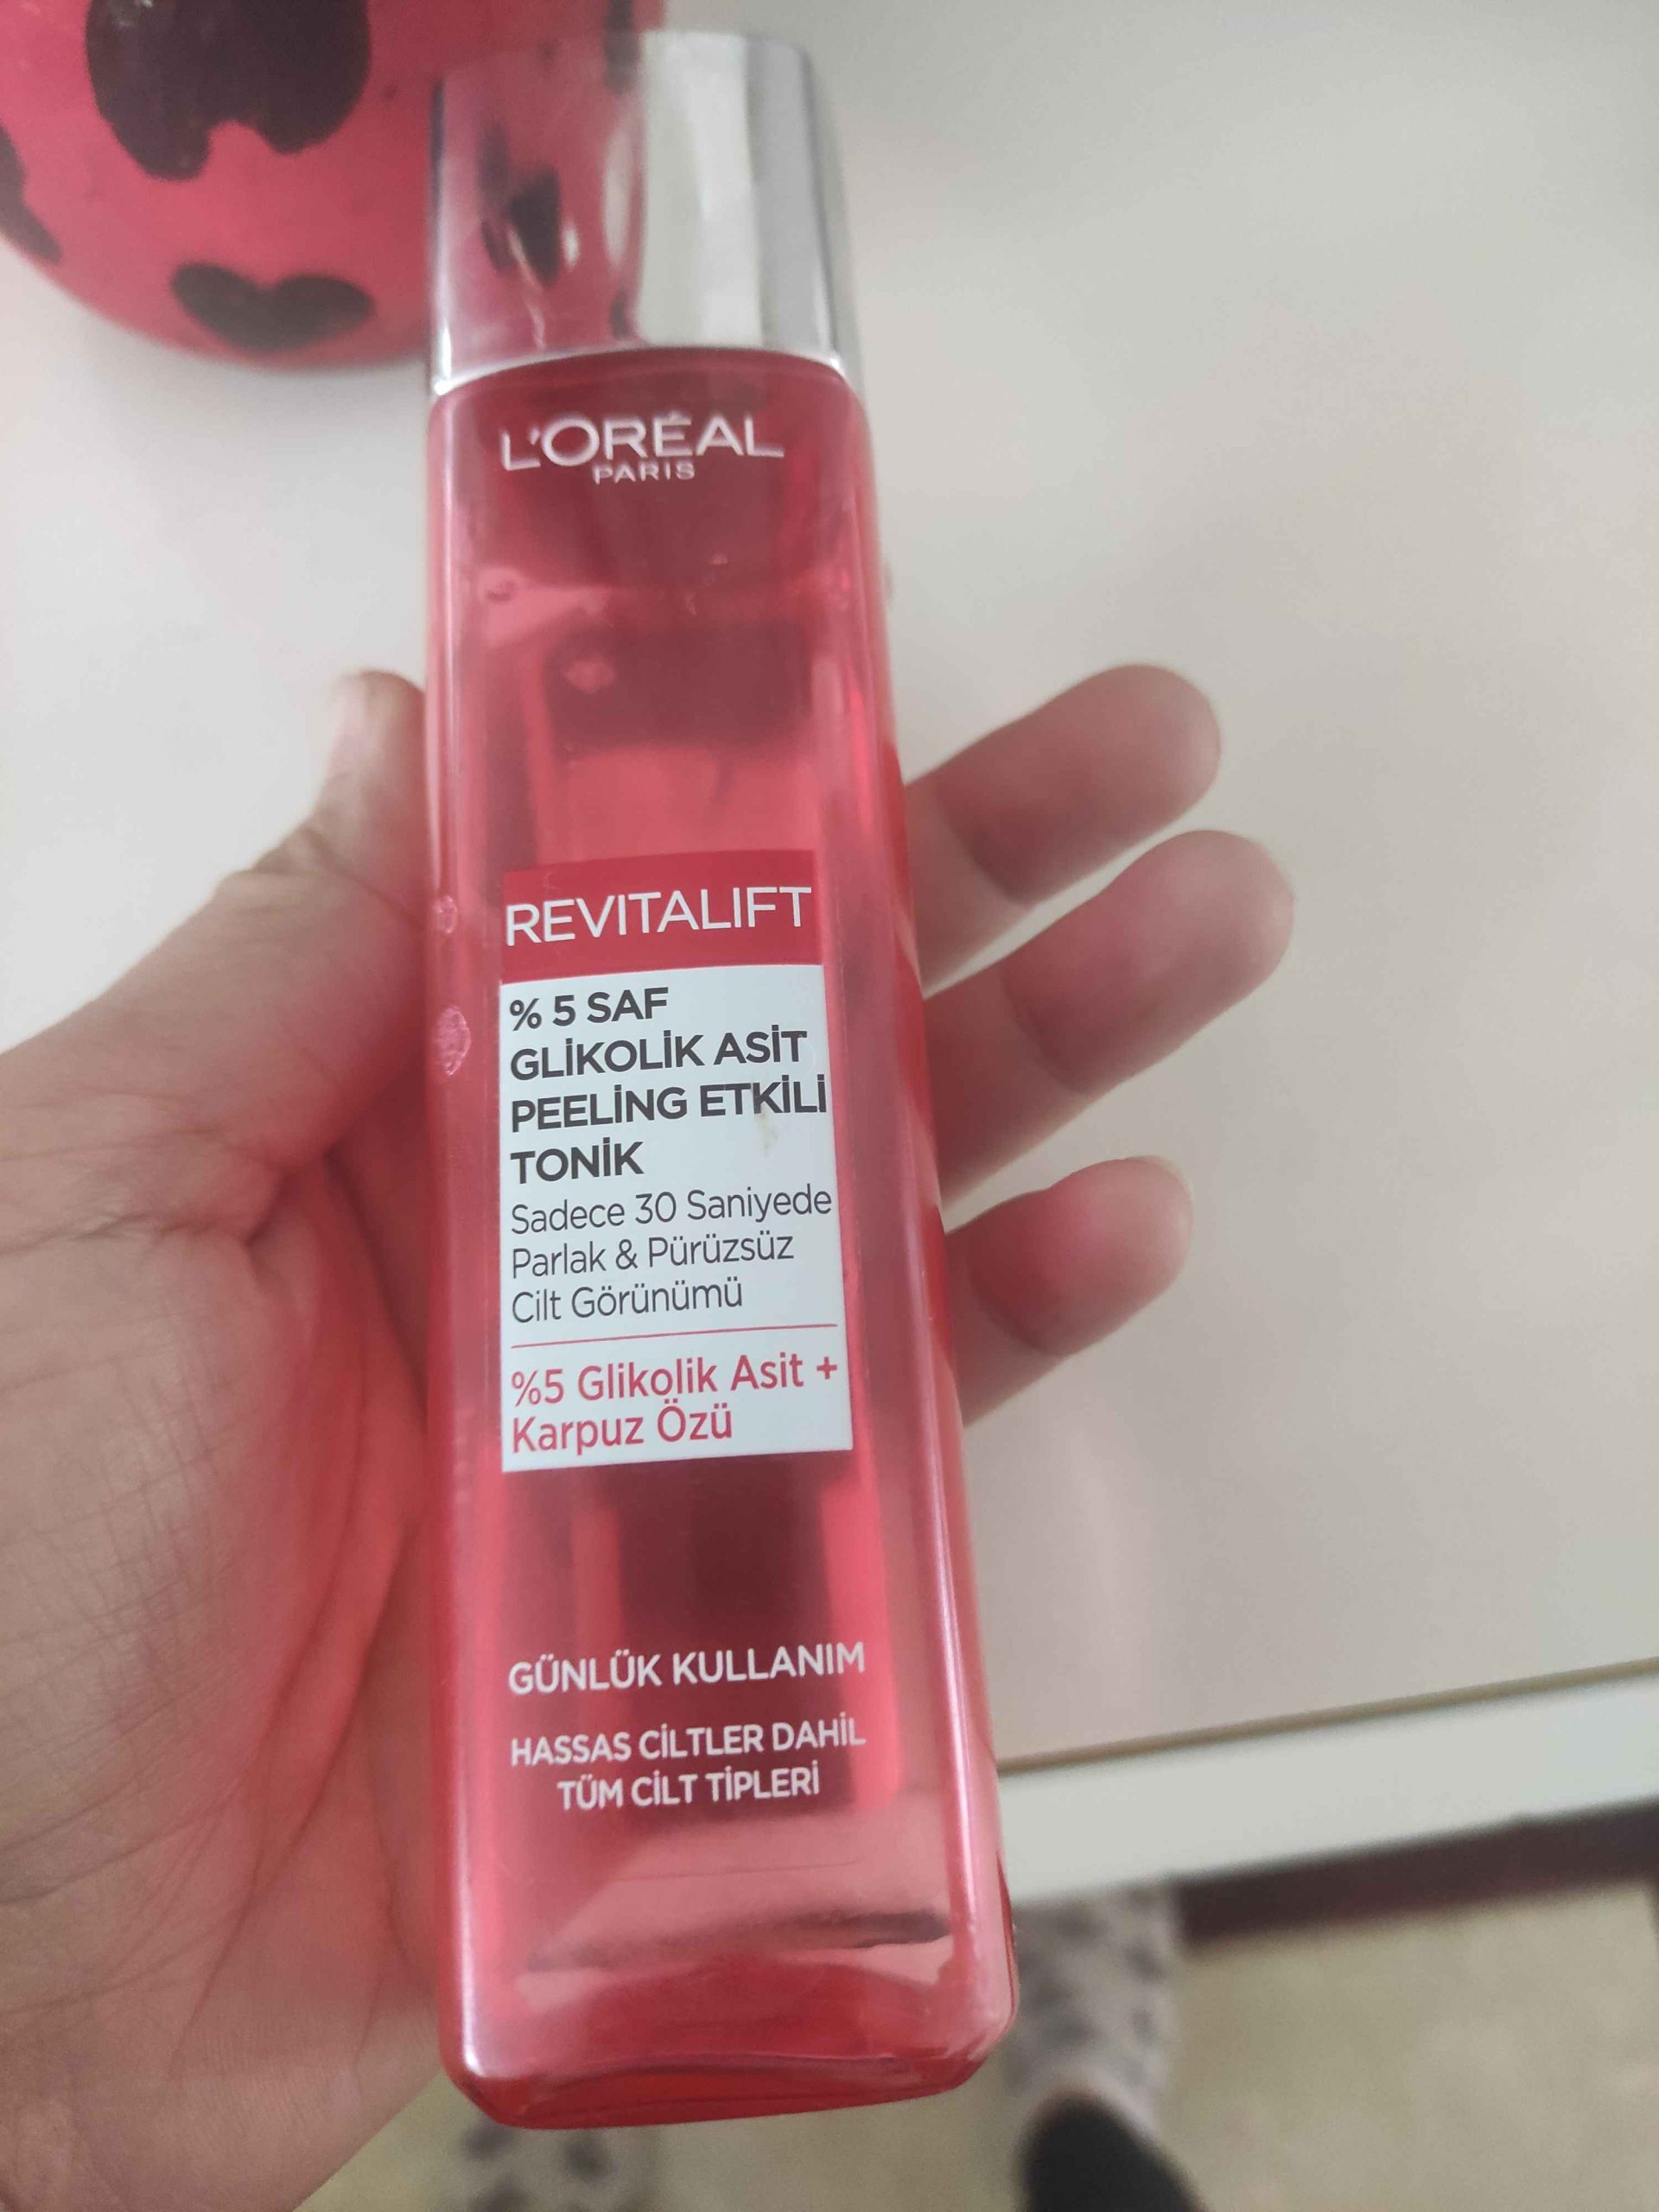 L'ORÉAL
PARIS
REVITALIFT
% 5 SAF
GLİKOLİK ASİT
PEELİNG ETKİLİ
TONİK
Sadece 30 Saniyede
Parlak & Pürüzsüz
Cilt Görünümü
%5 Glikolik Asit +
Karpuz Özü
GÜNLÜK KULLANIM
HASSAS CİLTLER DAHİL
TÜM CİLT TİPLERİ